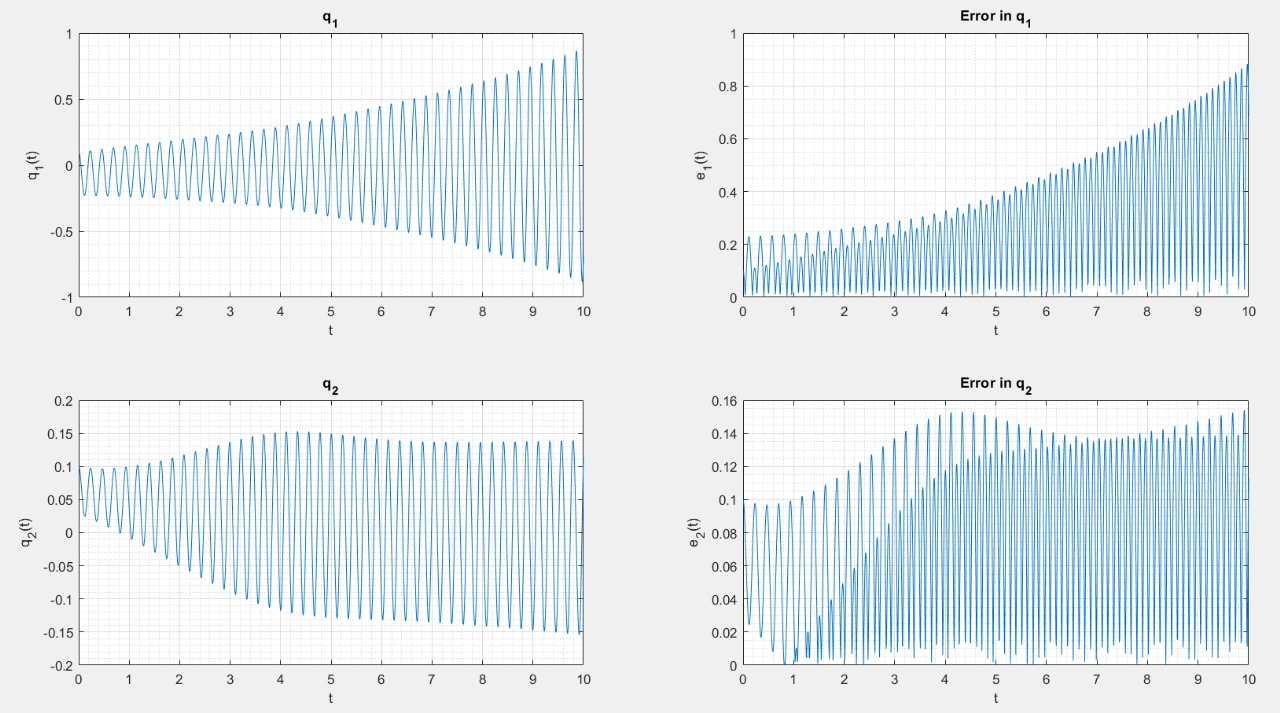 q1
1
0.5
0
-0.5
-1
q1(t)
0 1 2 3 4 5 6 7 8 9 10
t
Error in q1
1
0.8
0.6
0.4
0.2
0
e1(t)
0 1 2 3 4 5 6 7 8 9 10
t
q2
0.2
0.15
0.1
0.05
0
-0.05
-0.1
-0.15
-0.2
q2(t)
0 1 2 3 4 5 6 7 8 9 10
t
Error in q2
0.16
0.14
0.12
0.1
0.08
0.06
0.04
0.02
0
e2(t)
0 1 2 3 4 5 6 7 8 9 10
t